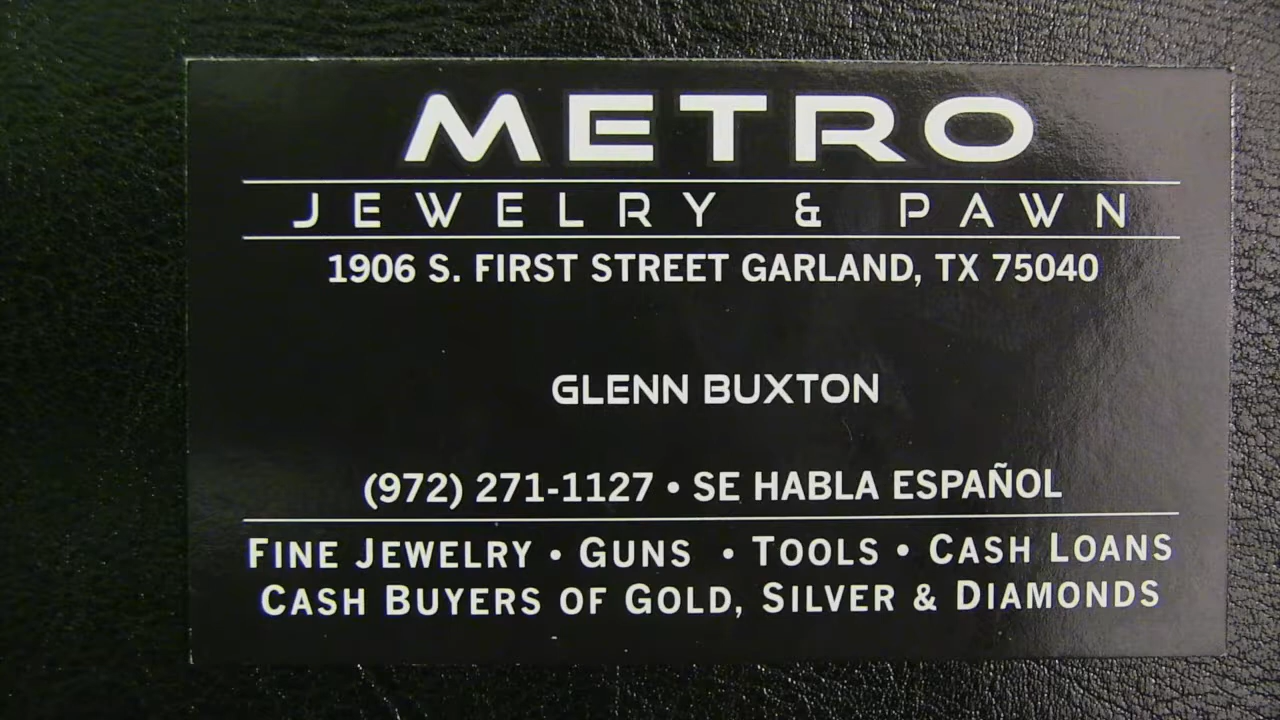 METRO
JEWELRY & PAWN
1906 S. FIRST STREET GARLAND, TX 75040
GLENN BUXTON
(972) 271-1127 • SE HABLA ESPAÑOL
FINE JEWELRY • GUNS • TOOLS • CASH LOANS
CASH BUYERS OF GOLD, SILVER & DIAMONDS